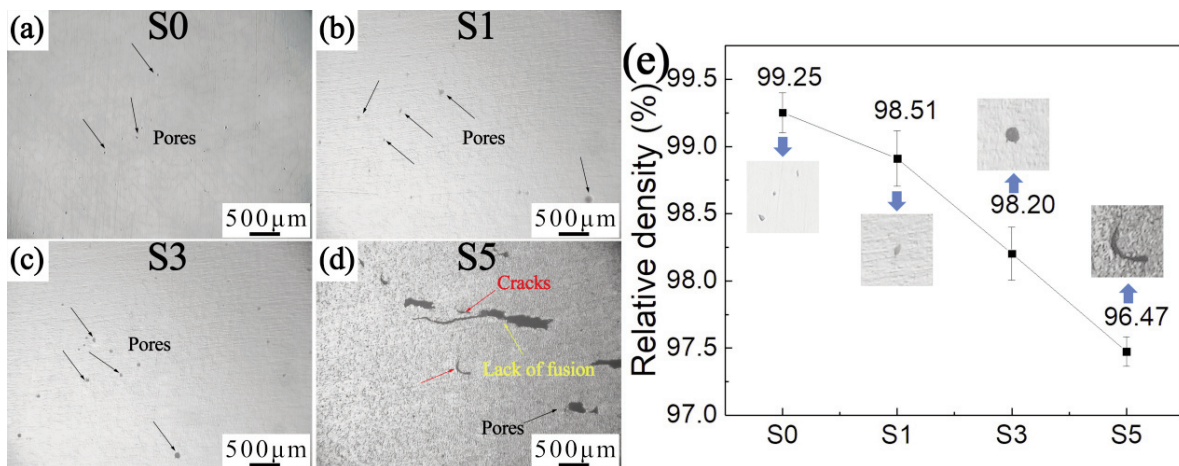 (a) S0
Pores
500μm
(b) S1
Pores
500μm
(c) S3
Pores
500μm
(d) S5
Cracks
Lack of fusion
Pores
500μm
(e)
Relative density (%)
99.5
99.0
98.5
98.0
97.5
97.0
99.25
98.51
98.20
96.47
S0 S1 S3 S5